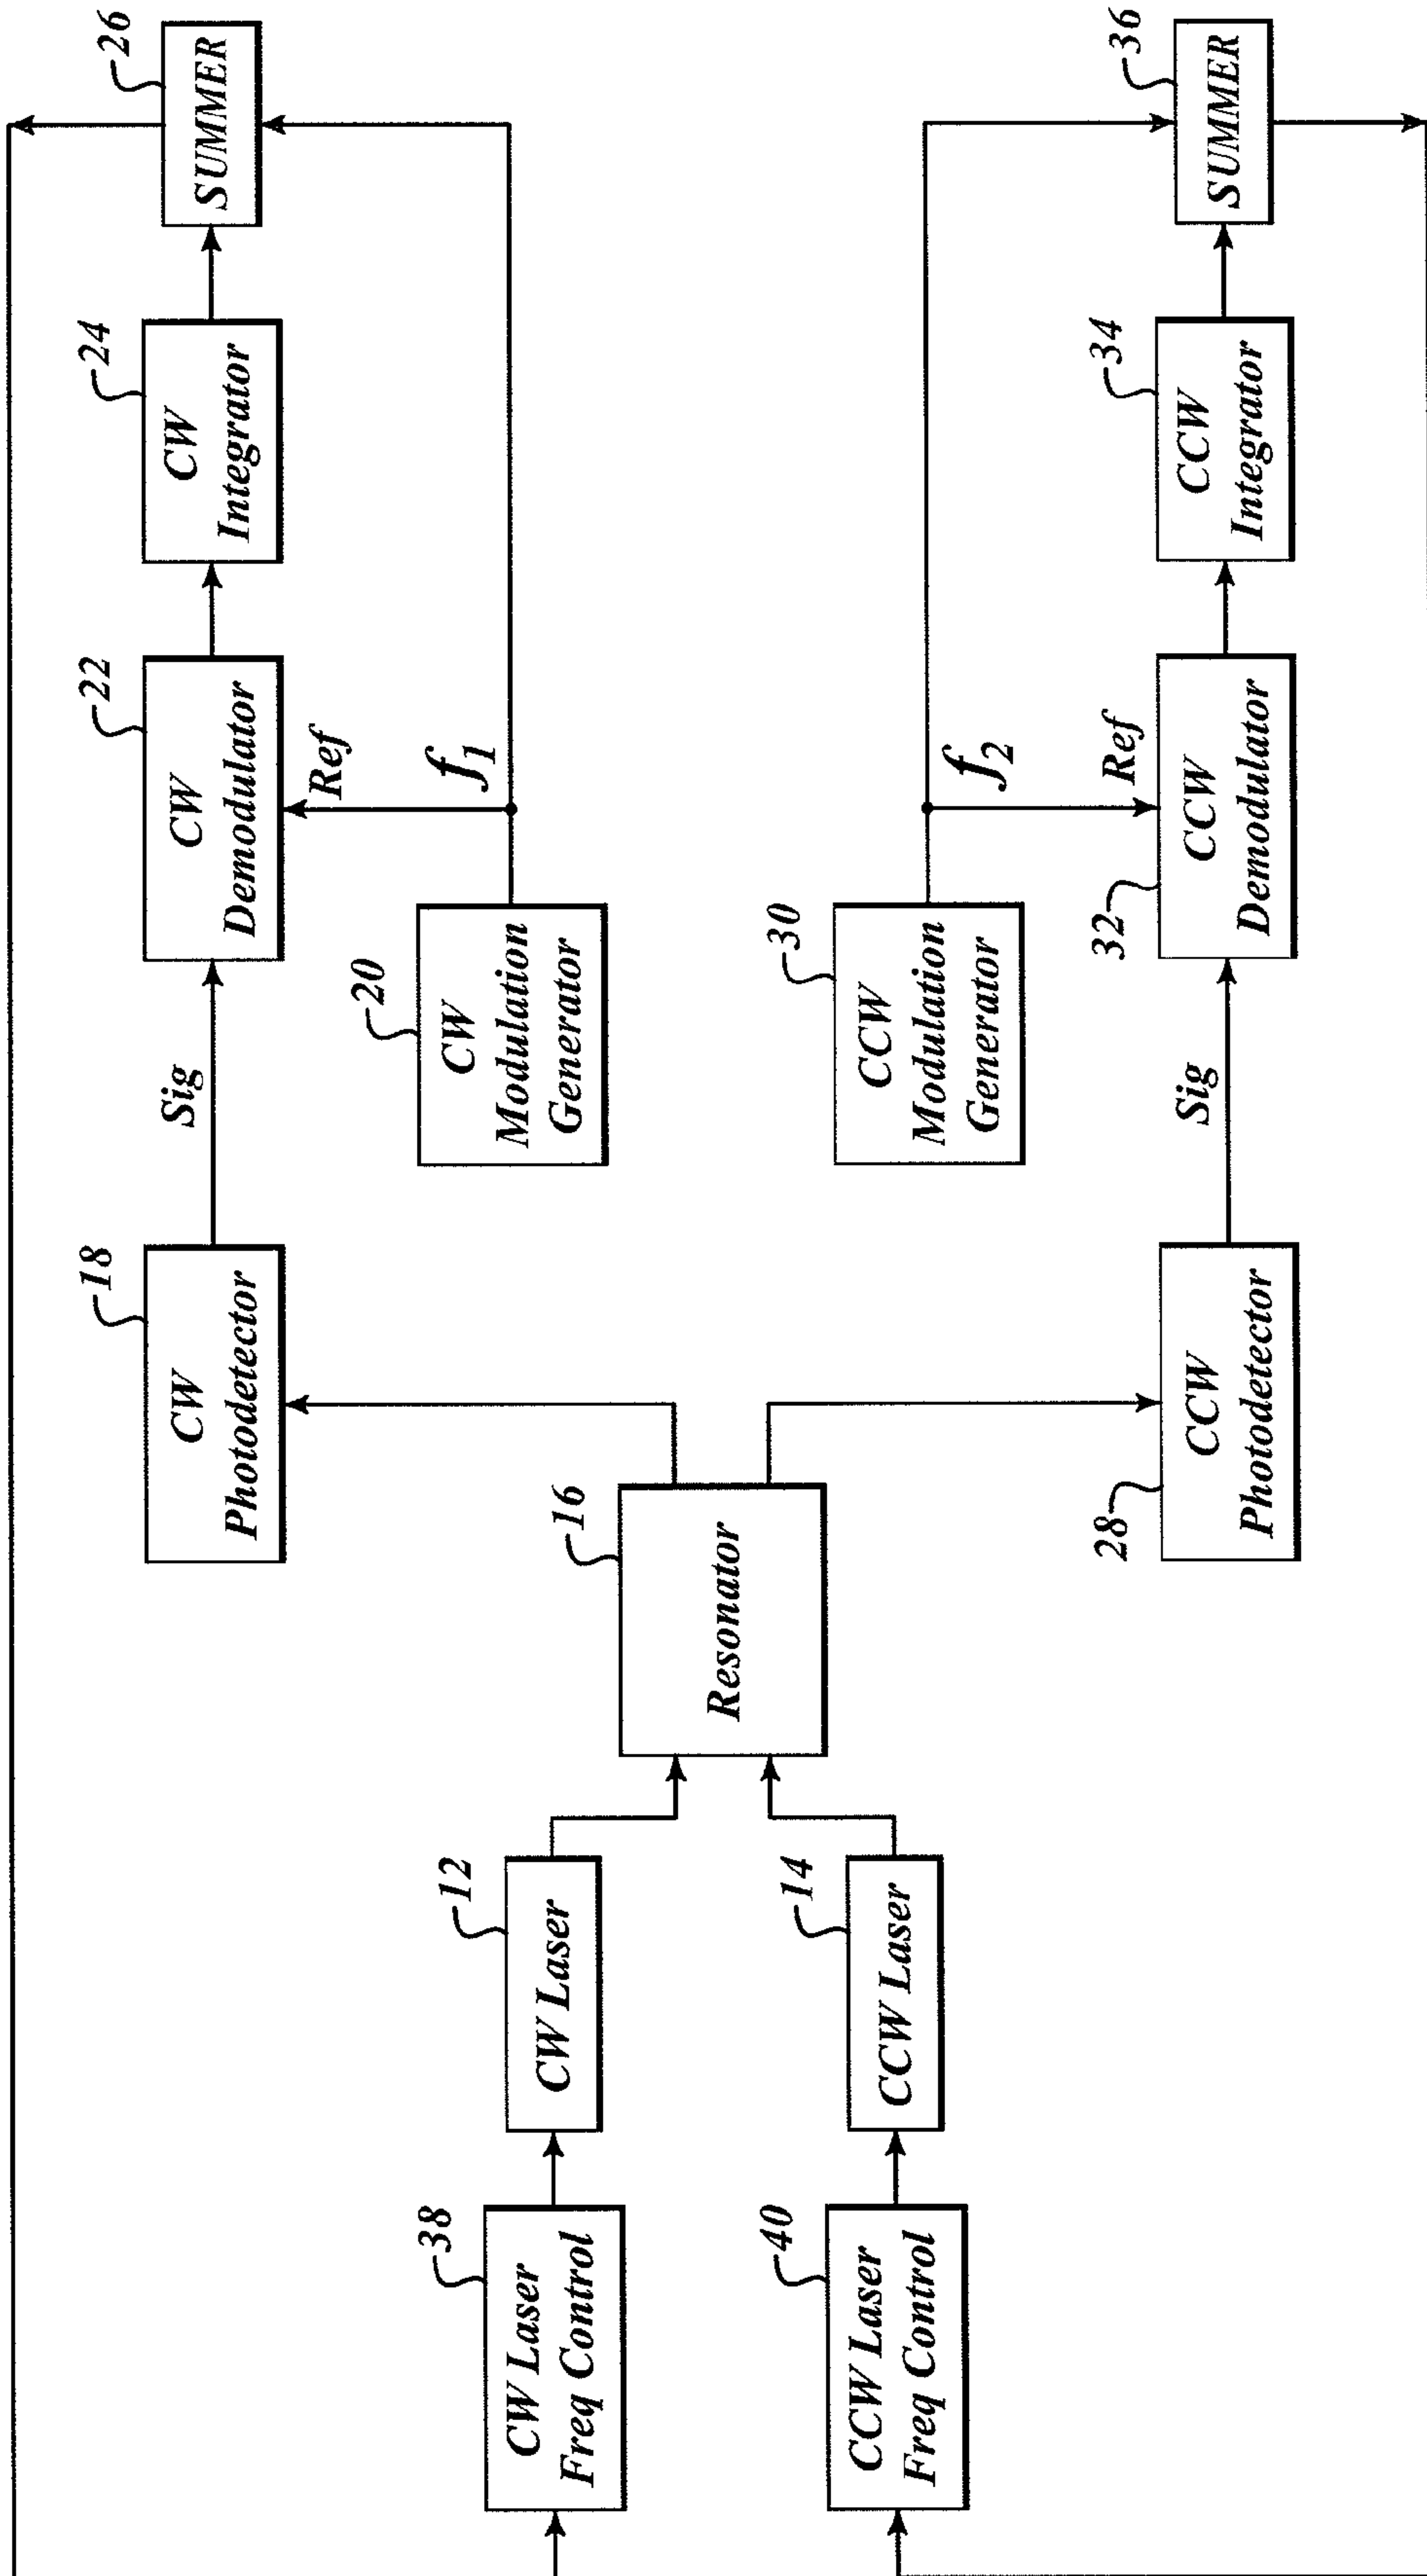 26
SUMMER
24
CW
Integrator
22
CW
Demodulator
Ref
f1
Sig
20
CW
Modulation
Generator
18
CW
Photodetector
16
Resonator
12
CW Laser
38
CW Laser
Freq Control
14
CCW Laser
40
CCW Laser
Freq Control
28
CCW
Photodetector
Sig
30
CCW
Modulation
Generator
f2
Ref
32
CCW
Demodulator
34
CCW
Integrator
36
SUMMER